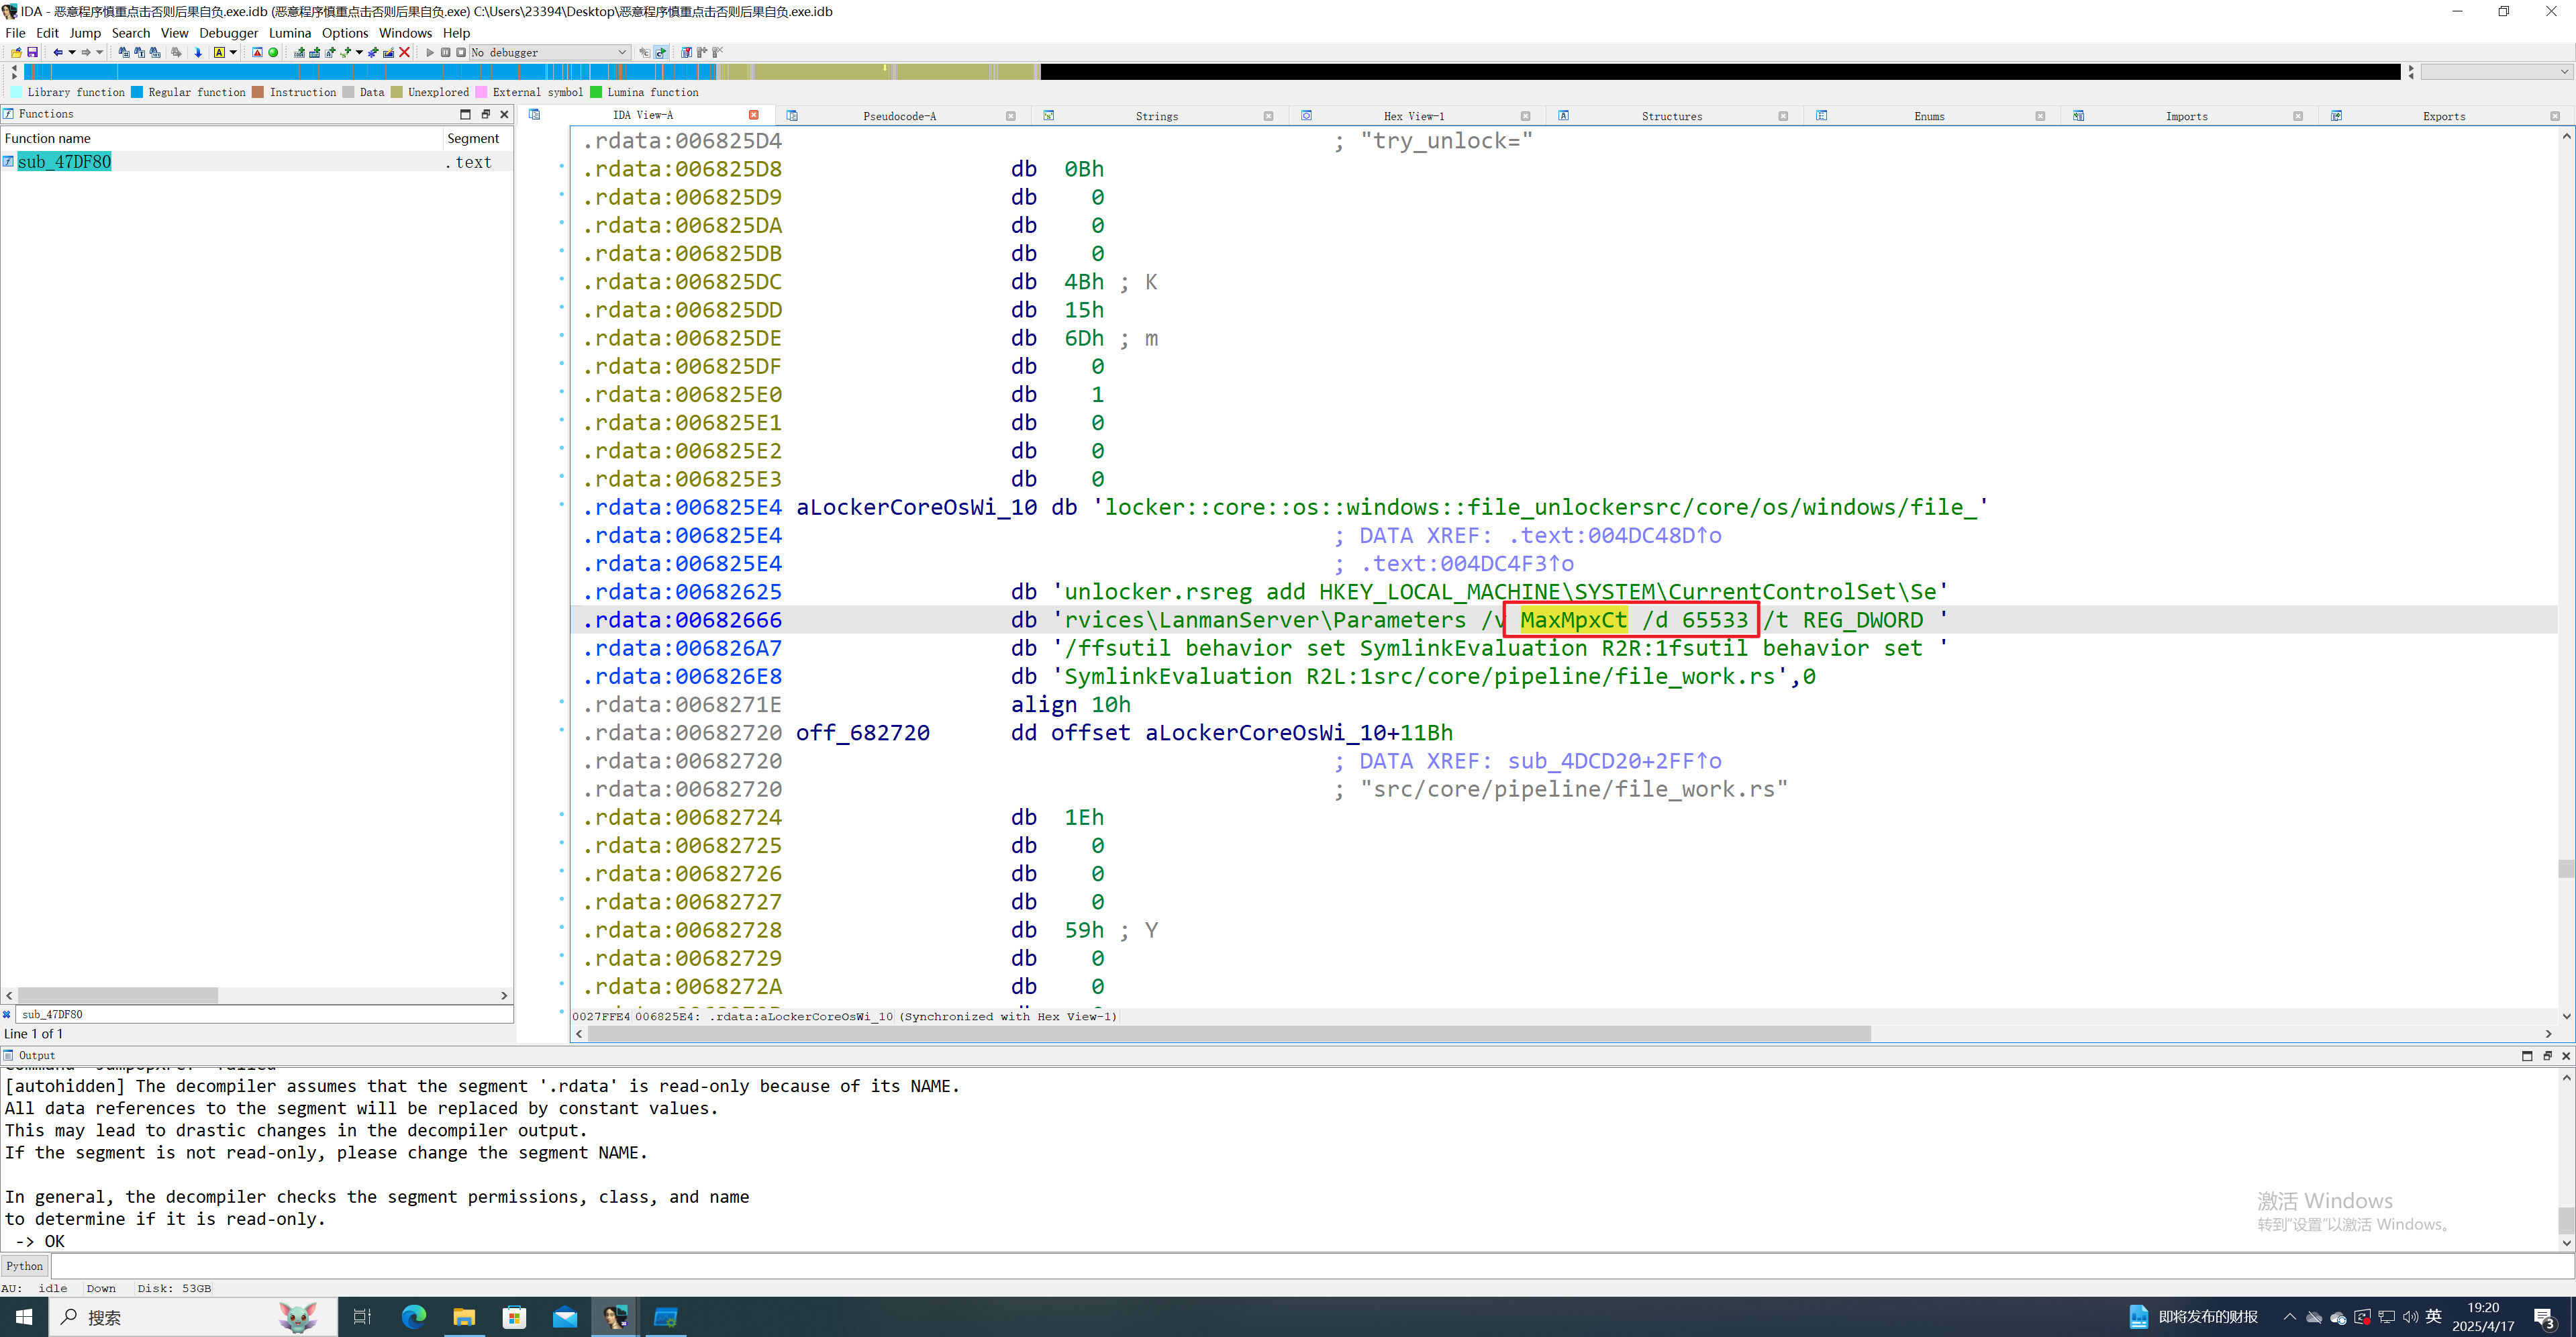 IDA - 恶意程序慎重点击否则后果自负.exe.idb (恶意程序慎重点击否则后果自负.exe) C:\Users\23394\Desktop\恶意程序慎重点击否则后果自负.exe.idb
File Edit Jump Search View Debugger Lumina Options Windows Help
No debugger
Library function Regular function Instruction Data Unexplored External symbol Lumina function
Functions
Function name Segment
sub_47DF80 .text
sub_47DF80
Line 1 of 1
IDA View-A Pseudocode-A Strings Hex View-1 Structures Enums Imports Exports
.rdata:006825D4 ; "try_unlock="
.rdata:006825D8 db 0Bh
.rdata:006825D9 db 0
.rdata:006825DA db 0
.rdata:006825DB db 0
.rdata:006825DC db 4Bh ; K
.rdata:006825DD db 15h
.rdata:006825DE db 6Dh ; m
.rdata:006825DF db 0
.rdata:006825E0 db 1
.rdata:006825E1 db 0
.rdata:006825E2 db 0
.rdata:006825E3 db 0
.rdata:006825E4 aLockerCoreOsWi_10 db 'locker::core::os::windows::file_unlockersrc/core/os/windows/file_'
.rdata:006825E4 ; DATA XREF: .text:004DC48D↑o
.rdata:006825E4 ; .text:004DC4F3↑o
.rdata:00682625 db 'unlocker.rsreg add HKEY_LOCAL_MACHINE\SYSTEM\CurrentControlSet\Se'
.rdata:00682666 db 'rvices\LanmanServer\Parameters /v MaxMpxCt /d 65533 /t REG_DWORD '
.rdata:006826A7 db '/ffsutil behavior set SymlinkEvaluation R2R:1fsutil behavior set '
.rdata:006826E8 db 'SymlinkEvaluation R2L:1src/core/pipeline/file_work.rs',0
.rdata:0068271E align 10h
.rdata:00682720 off_682720 dd offset aLockerCoreOsWi_10+11Bh
.rdata:00682720 ; DATA XREF: sub_4DCD20+2FF↑o
.rdata:00682720 ; "src/core/pipeline/file_work.rs"
.rdata:00682724 db 1Eh
.rdata:00682725 db 0
.rdata:00682726 db 0
.rdata:00682727 db 0
.rdata:00682728 db 59h ; Y
.rdata:00682729 db 0
.rdata:0068272A db 0
0027FFE4 006825E4: .rdata:aLockerCoreOsWi_10 (Synchronized with Hex View-1)
Output
[autohidden] The decompiler assumes that the segment '.rdata' is read-only because of its NAME.
All data references to the segment will be replaced by constant values.
This may lead to drastic changes in the decompiler output.
If the segment is not read-only, please change the segment NAME.
In general, the decompiler checks the segment permissions, class, and name
to determine if it is read-only.
-> OK
激活 Windows
转到"设置"以激活 Windows。
Python
AU: idle Down Disk: 53GB
搜索
即将发布的财报
英
19:20
2025/4/17
3